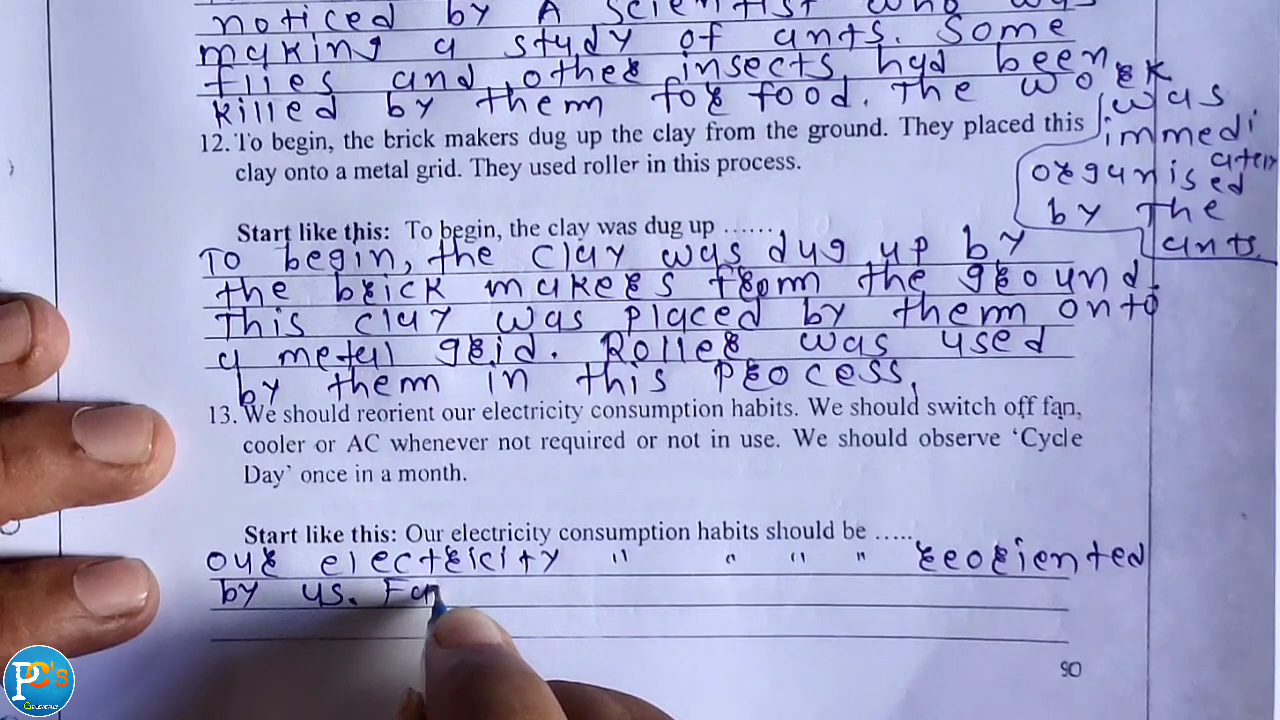 noticed by A scientist who was
making a study of ants. Some
flies and other insects had been
killed by them for food. The work
was
immedi
ately
organised
by the
ants.
12. To begin, the brick makers dug up the clay from the ground. They placed this
clay onto a metal grid. They used roller in this process.
Start like this: To begin, the clay was dug up ……
To begin, the clay was dug up by
the brick makers from the ground.
This clay was placed by them onto
a metal grid. Roller was used
by them in this process.
13. We should reorient our electricity consumption habits. We should switch off fan,
cooler or AC whenever not required or not in use. We should observe ‘Cycle
Day’ once in a month.
Start like this: Our electricity consumption habits should be …..
Our electricity " " " " reoriented
by us. Fan
90
PC's